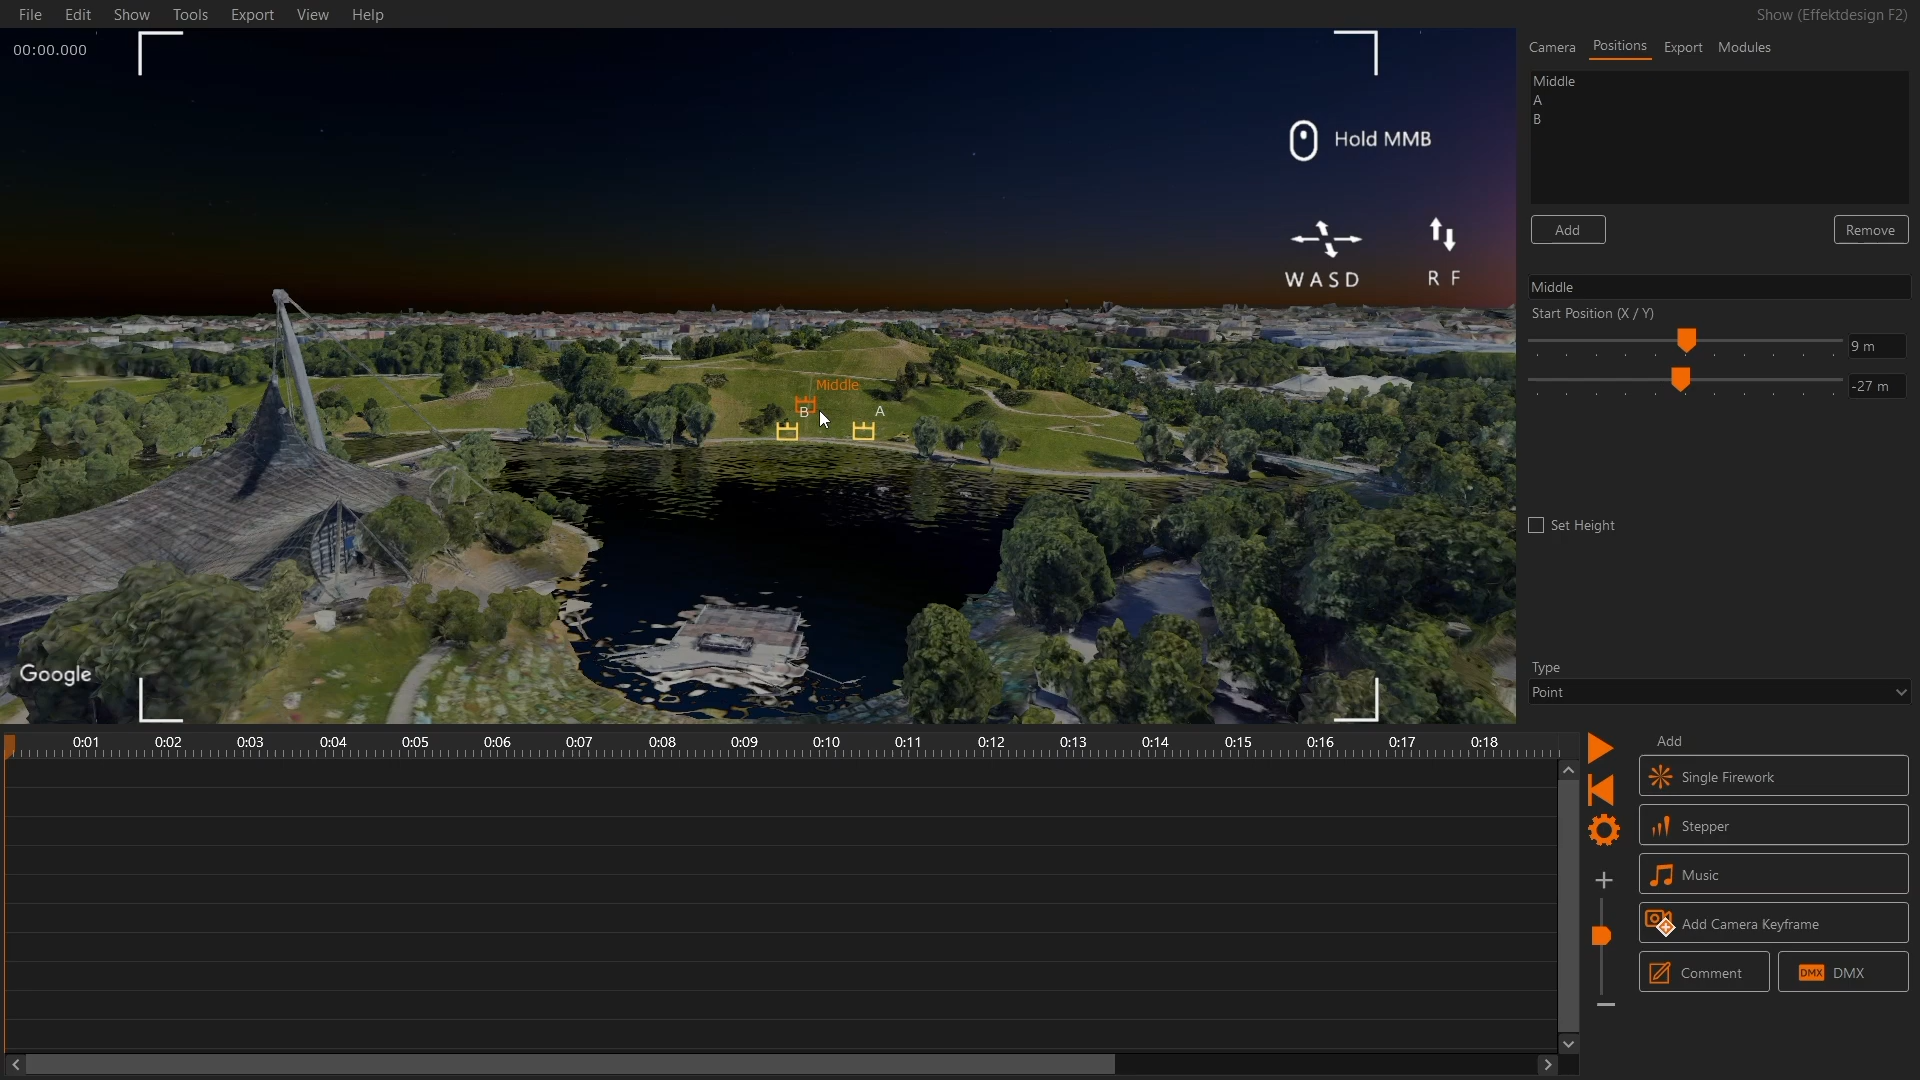 File Edit Show Tools Export View Help Show (Effektdesign F2)
00:00.000
Camera Positions Export Modules
Middle
A
B
Hold MMB
W A S D R F
Add Remove
Middle
Start Position (X / Y)
9 m
-27 m
Middle
B A
Set Height
Google
Type
Point
0:01 0:02 0:03 0:04 0:05 0:06 0:07 0:08 0:09 0:10 0:11 0:12 0:13 0:14 0:15 0:16 0:17 0:18
Add
Single Firework
Stepper
Music
Add Camera Keyframe
Comment
DMX DMX